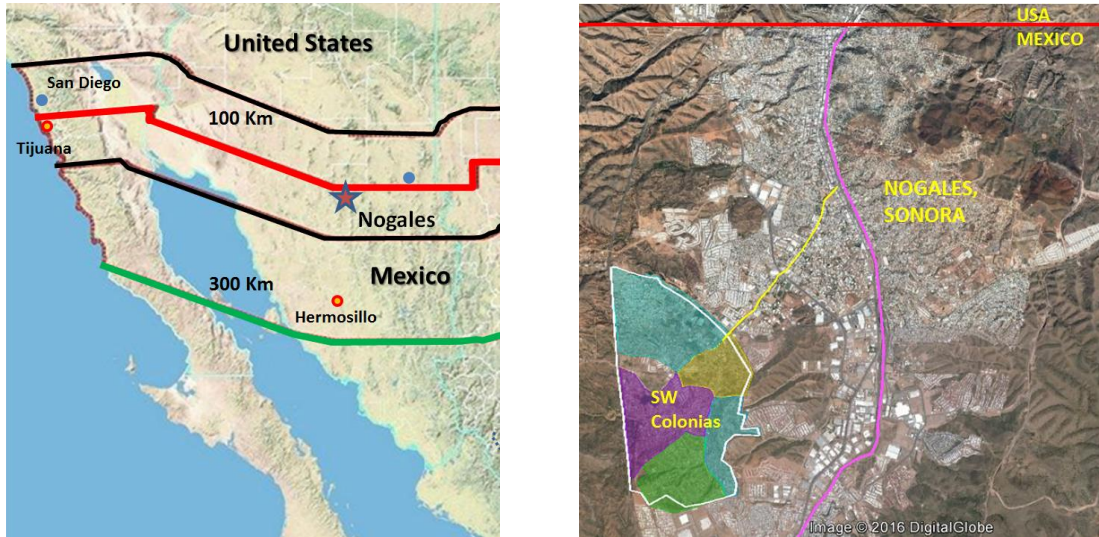 United States
San Diego
100 Km
Tijuana
Nogales
Mexico
300 Km
Hermosillo
USA
MEXICO
NOGALES,
SONORA
SW
Colonias
Image © 2016 DigitalGlobe